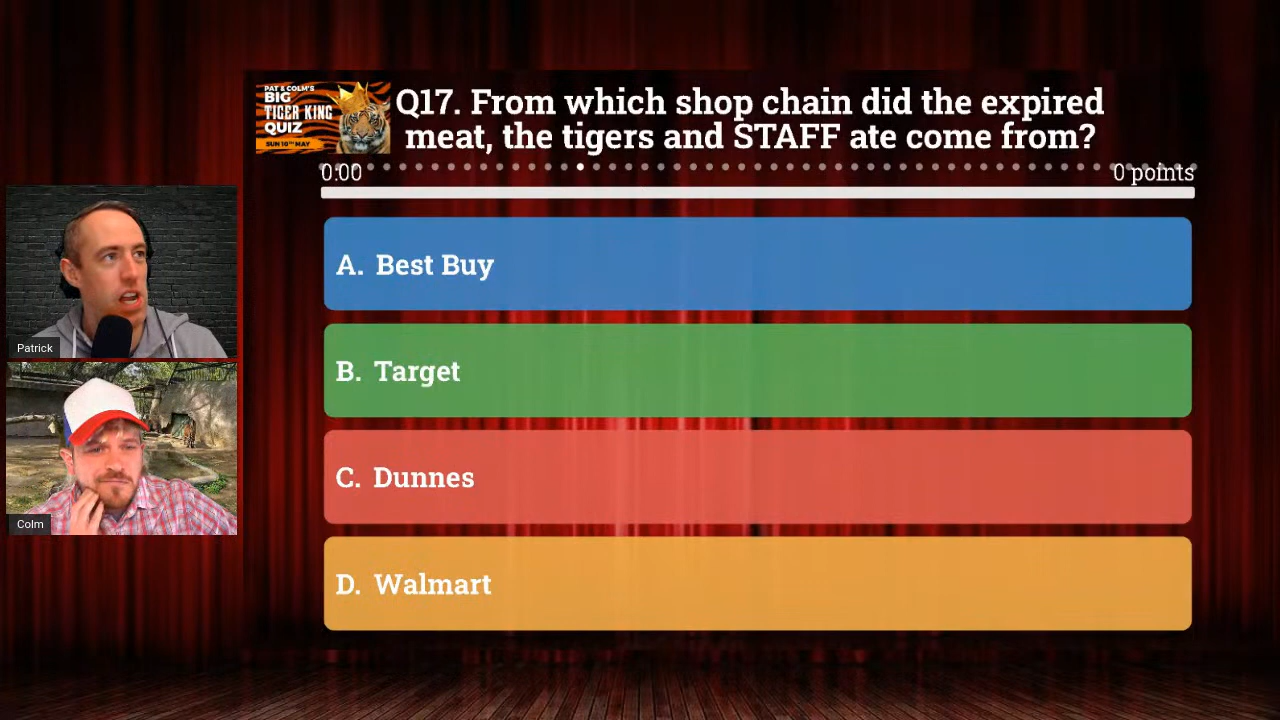 PAT & COLM'S
BIG
TIGER KING
QUIZ
SUN 10TH MAY
Q17. From which shop chain did the expired
meat, the tigers and STAFF ate come from?
0:00
0 points
A. Best Buy
B. Target
C. Dunnes
D. Walmart
Patrick
Colm